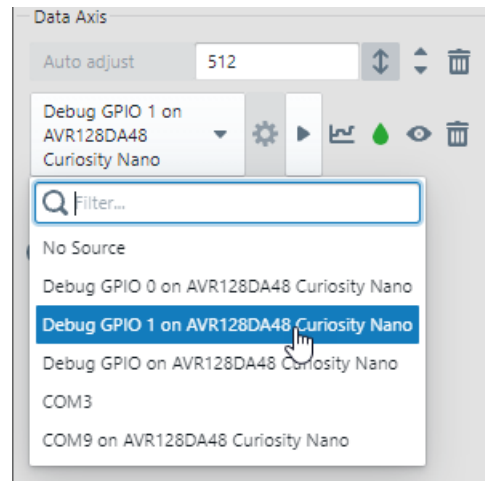 Data Axis
Auto adjust 512
Debug GPIO 1 on
AVR128DA48
Curiosity Nano
Filter...
No Source
Debug GPIO 0 on AVR128DA48 Curiosity Nano
Debug GPIO 1 on AVR128DA48 Curiosity Nano
Debug GPIO on AVR128DA48 Curiosity Nano
COM3
COM9 on AVR128DA48 Curiosity Nano